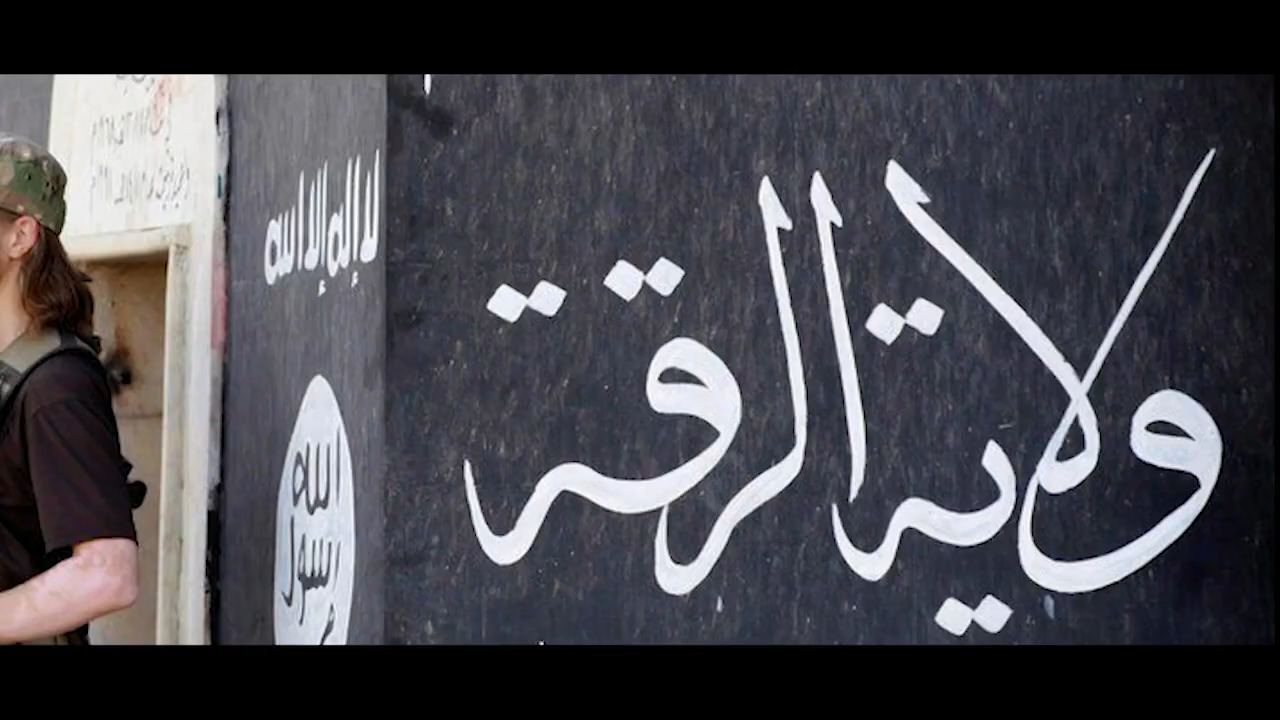 ولاية الرقة
لا إله إلا الله
الله
رسول